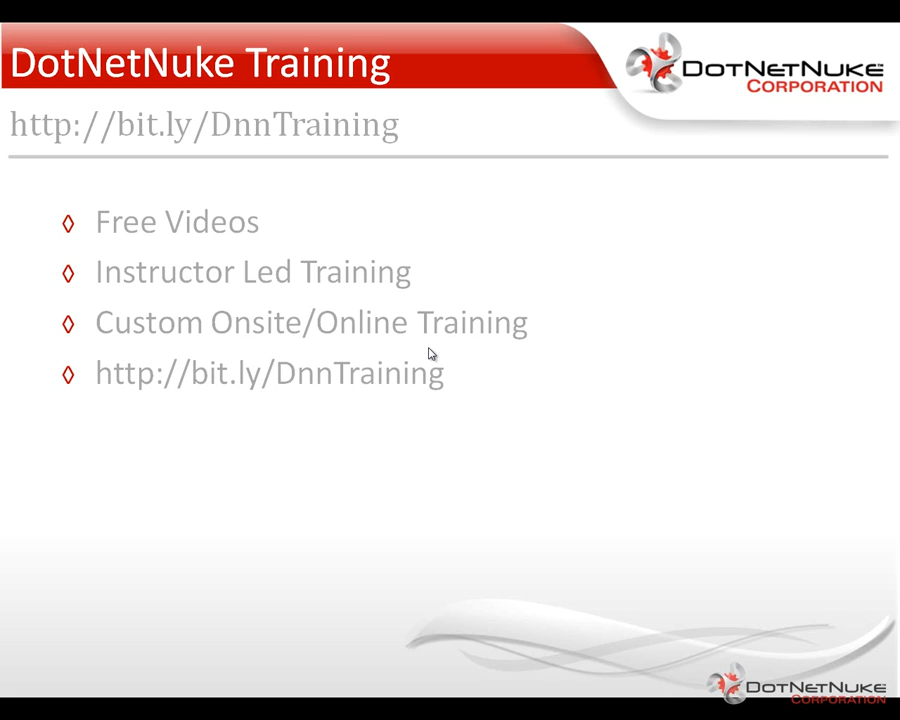 DotNetNuke Training
DOTNETNUKE
CORPORATION
http://bit.ly/DnnTraining
◊ Free Videos
◊ Instructor Led Training
◊ Custom Onsite/Online Training
◊ http://bit.ly/DnnTraining
DOTNETNUKE
CORPORATION